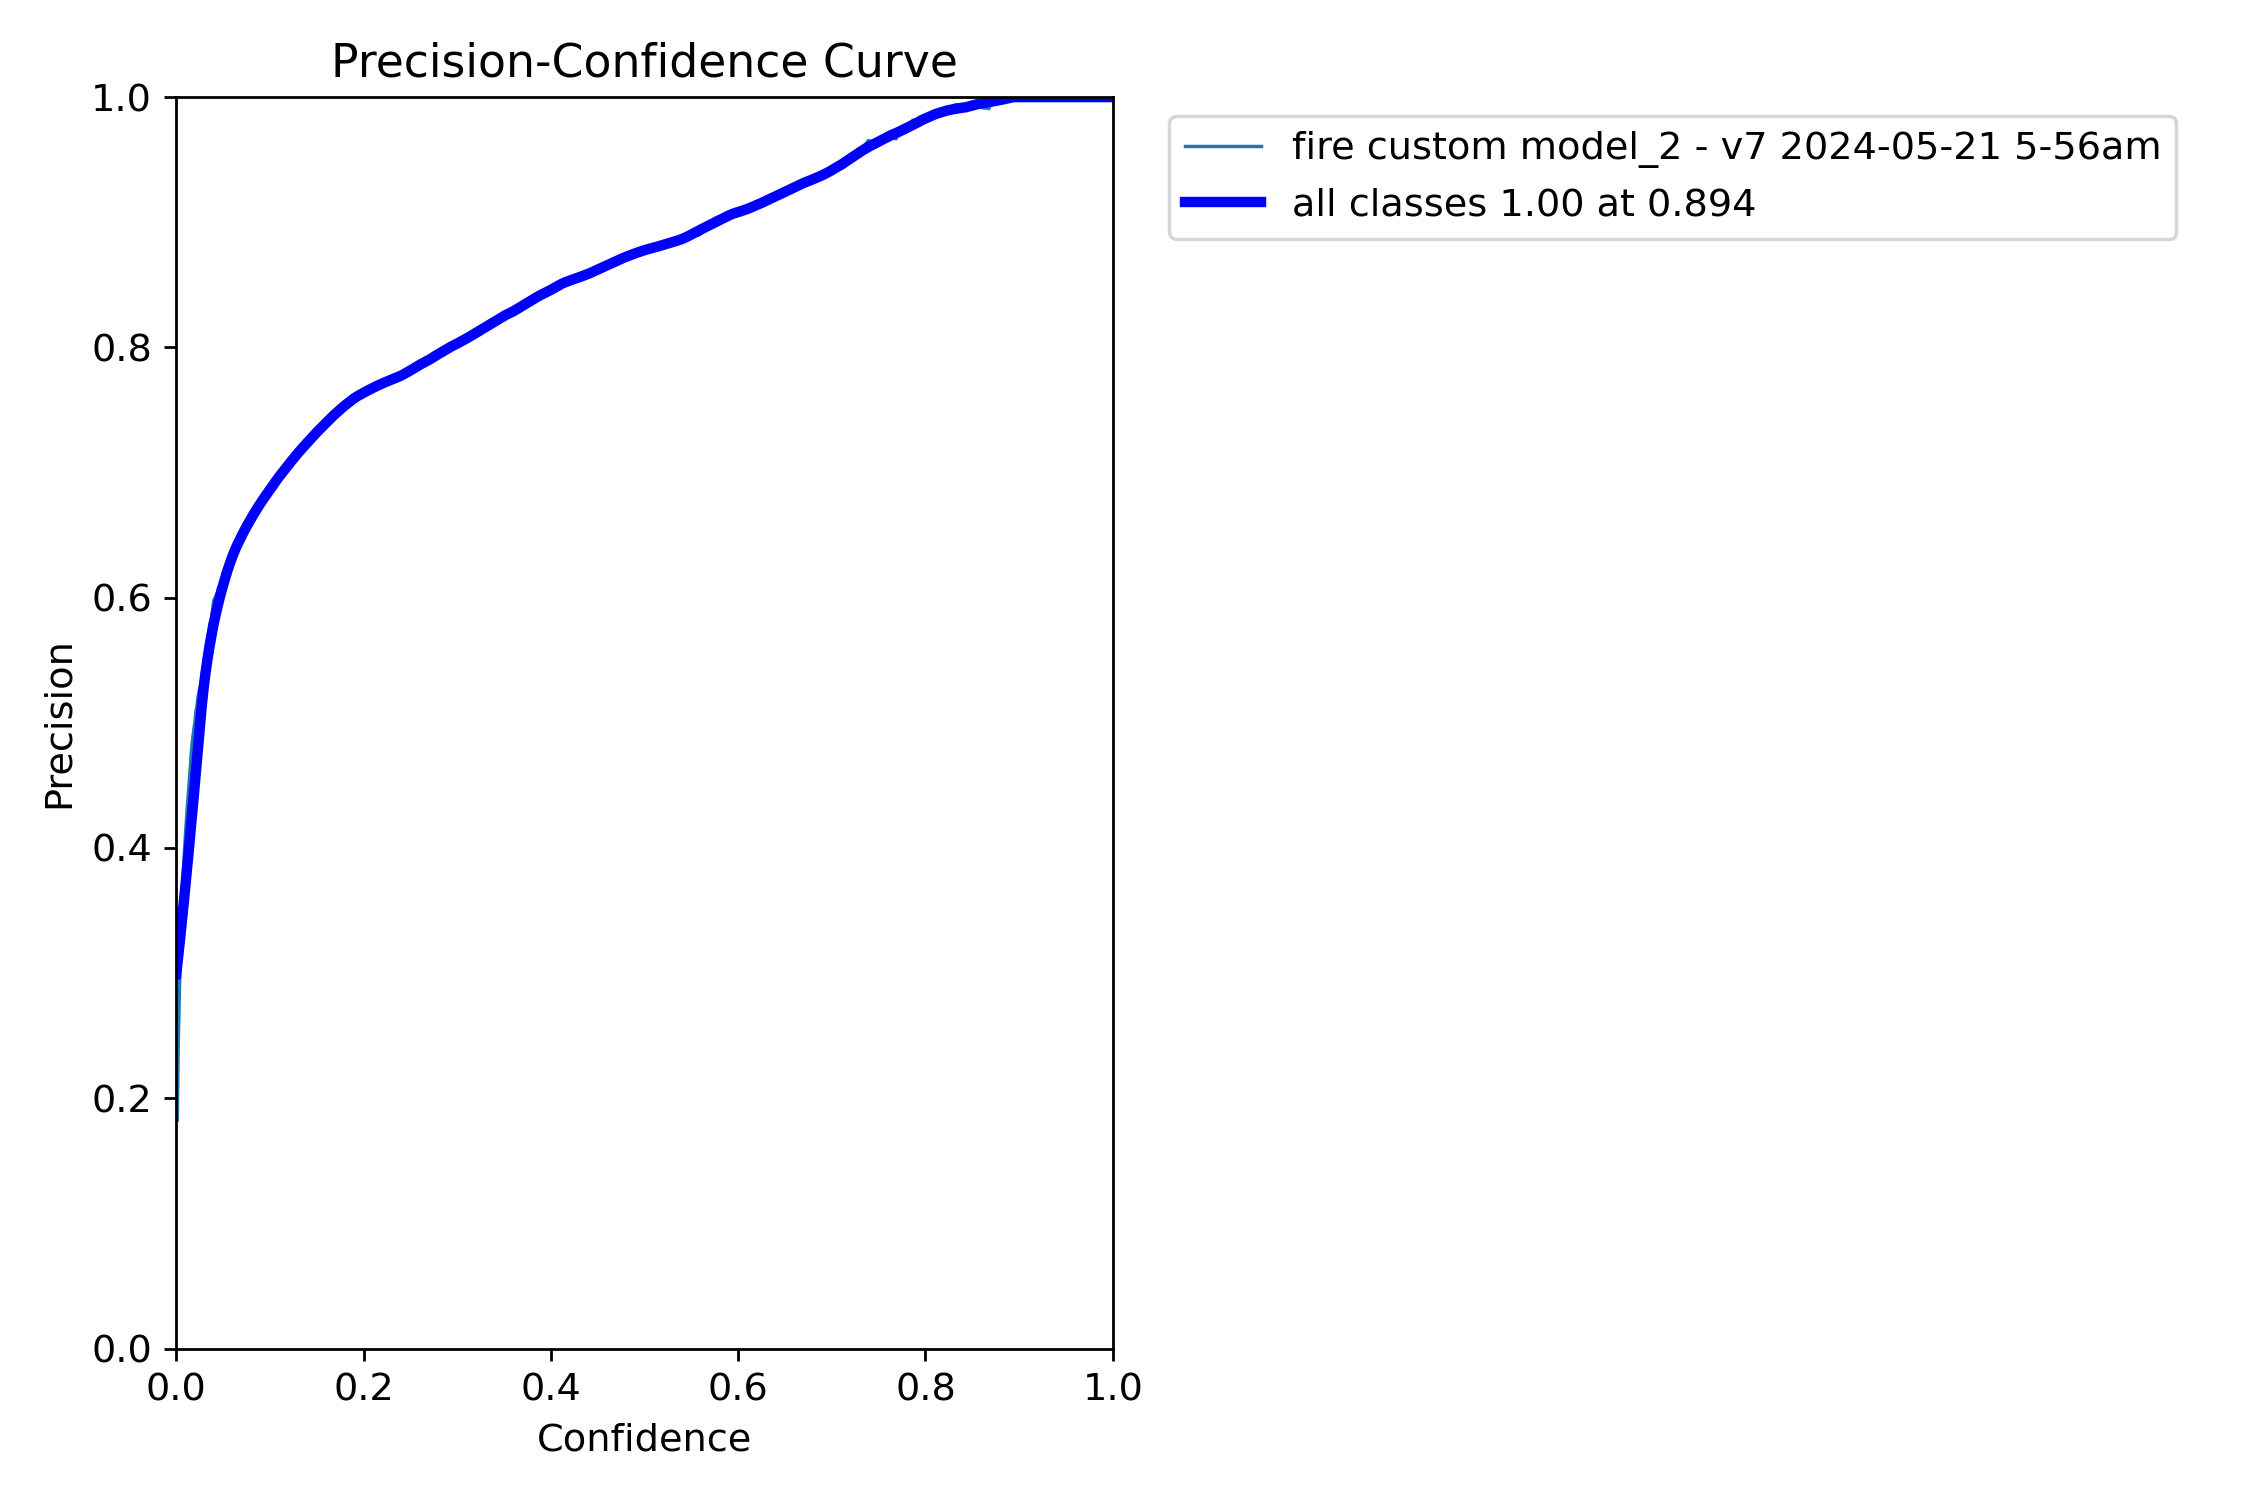 Precision-Confidence Curve
fire custom model_2 - v7 2024-05-21 5-56am
all classes 1.00 at 0.894
Precision
1.0
0.8
0.6
0.4
0.2
0.0
0.0 0.2 0.4 0.6 0.8 1.0
Confidence